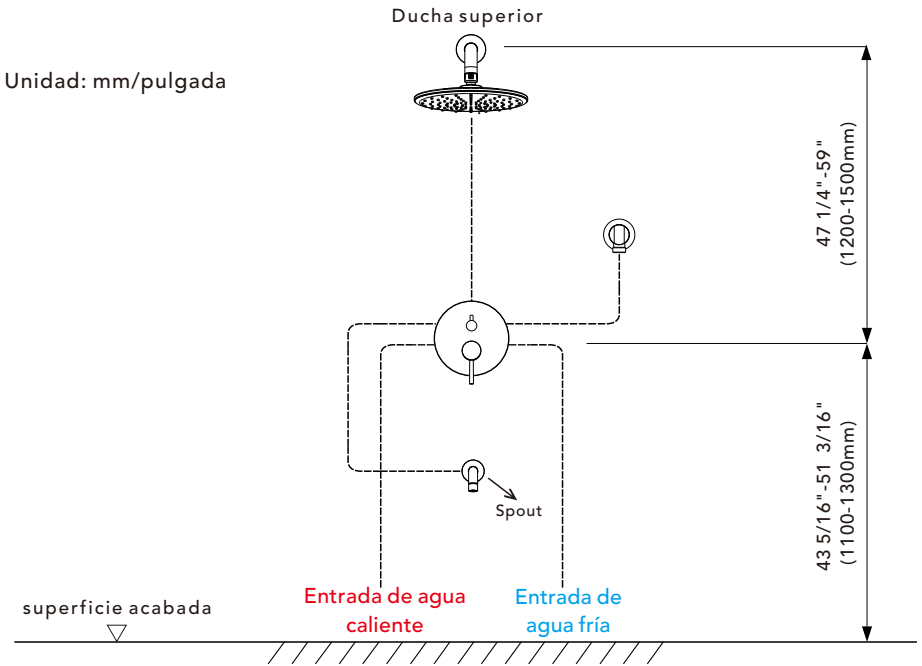 Ducha superior
Unidad: mm/pulgada
47 1/4"-59"
(1200-1500mm)
Spout
43 5/16"-51 3/16"
(1100-1300mm)
Entrada de agua
caliente
Entrada de
agua fría
superficie acabada